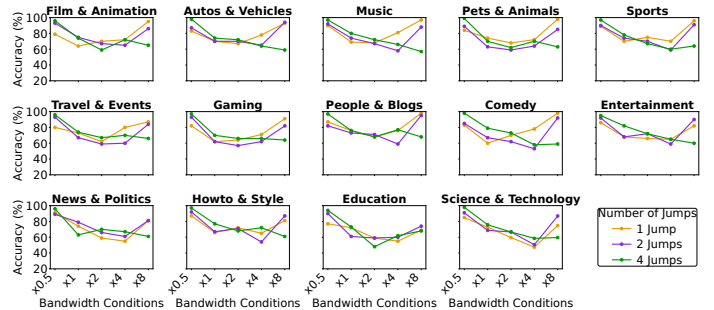 Film & Animation
Autos & Vehicles
Music
Pets & Animals
Sports
Accuracy (%)
100
80
60
40
20
Travel & Events
Gaming
People & Blogs
Comedy
Entertainment
Accuracy (%)
100
80
60
40
20
News & Politics
Howto & Style
Education
Science & Technology
Accuracy (%)
100
80
60
40
20
x0.5
x1
x2
x4
x8
Bandwidth Conditions
x0.5
x1
x2
x4
x8
Bandwidth Conditions
x0.5
x1
x2
x4
x8
Bandwidth Conditions
x0.5
x1
x2
x4
x8
Bandwidth Conditions
Number of Jumps
1 Jump
2 Jumps
4 Jumps